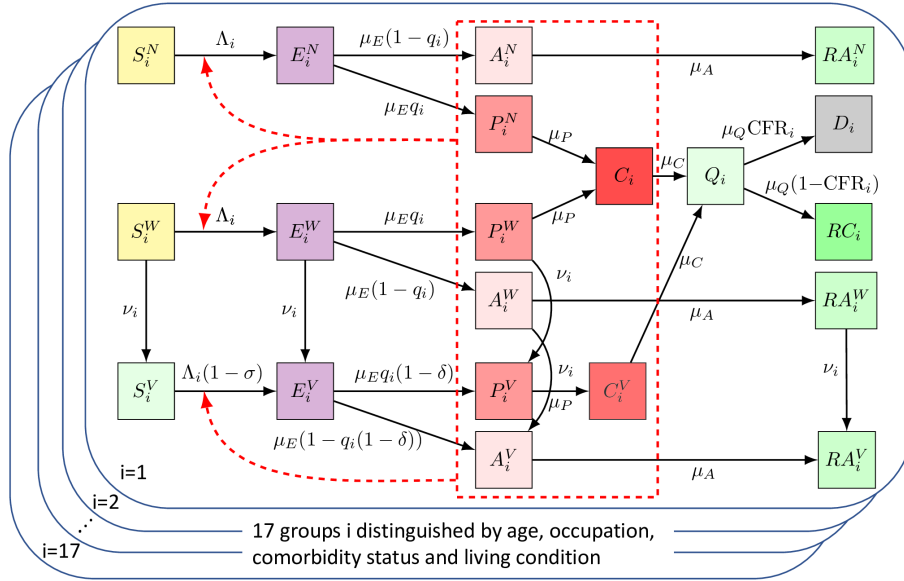 S_i^N Λ_i E_i^N μ_E(1−q_i) A_i^N μ_A RA_i^N
μ_E q_i P_i^N μ_P μ_Q CFR_i D_i
C_i μ_C Q_i μ_Q(1−CFR_i)
S_i^W Λ_i E_i^W μ_E q_i P_i^W μ_P RC_i
μ_E(1−q_i) A_i^W ν_i μ_C μ_A RA_i^W
ν_i ν_i ν_i ν_i
S_i^V Λ_i(1−σ) E_i^V μ_E q_i(1−δ) P_i^V μ_P C_i^V
μ_E(1−q_i(1−δ)) A_i^V μ_A RA_i^V
i=1
i=2
...
i=17
17 groups i distinguished by age, occupation,
comorbidity status and living condition